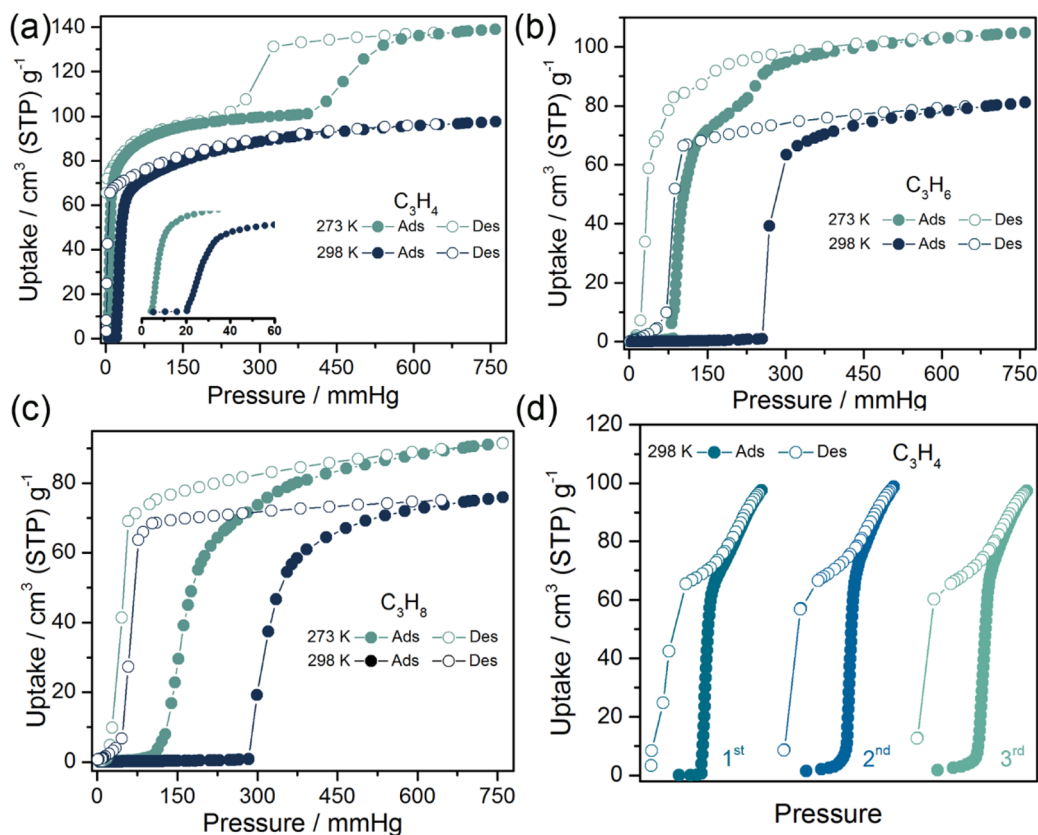 (a)
Uptake / cm³ (STP) g⁻¹
140
120
100
80
60
40
20
0
C₃H₄
273 K Ads Des
298 K Ads Des
0 20 40 60
0 150 300 450 600 750
Pressure / mmHg
(b)
Uptake / cm³ (STP) g⁻¹
100
80
60
40
20
0
C₃H₆
273 K Ads Des
298 K Ads Des
0 150 300 450 600 750
Pressure / mmHg
(c)
Uptake / cm³ (STP) g⁻¹
80
60
40
20
0
C₃H₈
273 K Ads Des
298 K Ads Des
0 150 300 450 600 750
Pressure / mmHg
(d)
Uptake / cm³ (STP) g⁻¹
120
100
80
60
40
20
0
298 K Ads Des C₃H₄
1st 2nd 3rd
Pressure